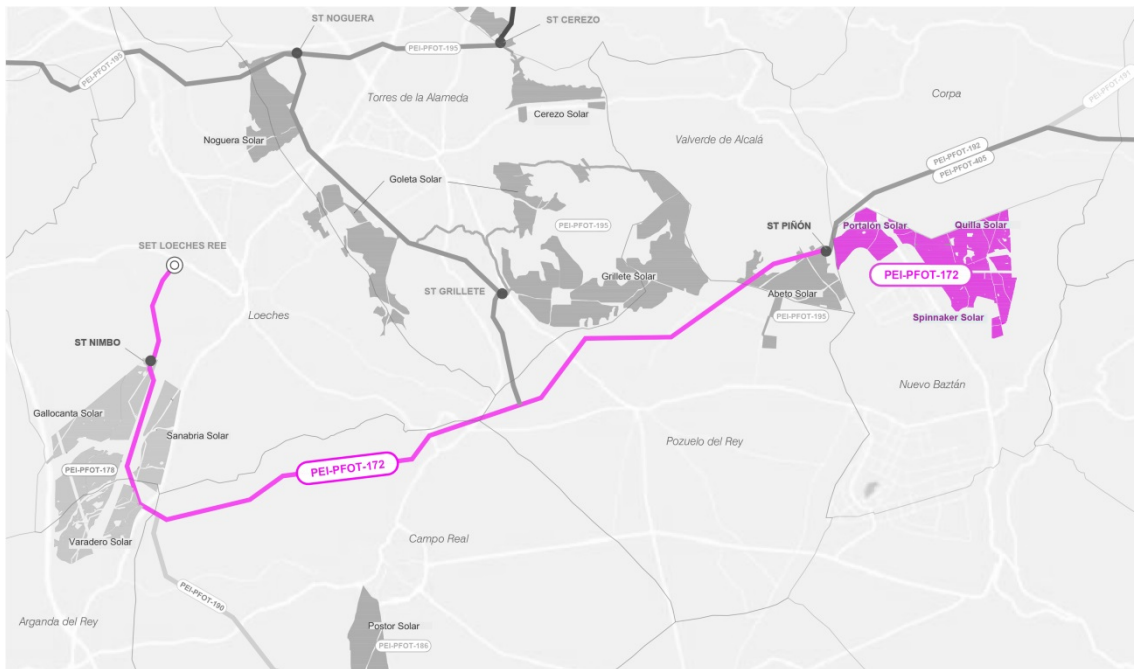 ST NOGUERA
ST CEREZO
PEI-PFOT-195
PEI-PFOT-195
PEI-PFOT-191
Corpa
Torres de la Alameda
Cerezo Solar
Noguera Solar
Valverde de Alcalá
PEI-PFOT-192
PEI-PFOT-405
Goleta Solar
PEI-PFOT-195
Portalón Solar
Quilla Solar
SET LOECHES REE
ST PIÑÓN
PEI-PFOT-172
Grillete Solar
ST GRILLETE
Abeto Solar
Loeches
PEI-PFOT-195
Spinnaker Solar
ST NIMBO
Nuevo Baztán
Gallocanta Solar
Sanabria Solar
Pozuelo del Rey
PEI-PFOT-178
PEI-PFOT-172
Varadero Solar
Campo Real
PEI-PFOT-190
Arganda del Rey
Postor Solar
PEI-PFOT-186